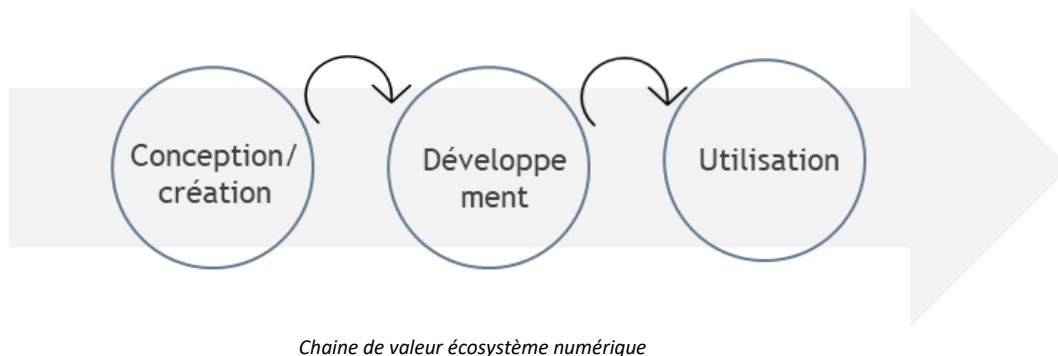 Conception/
création
Développe
ment
Utilisation
Chaine de valeur écosystème numérique